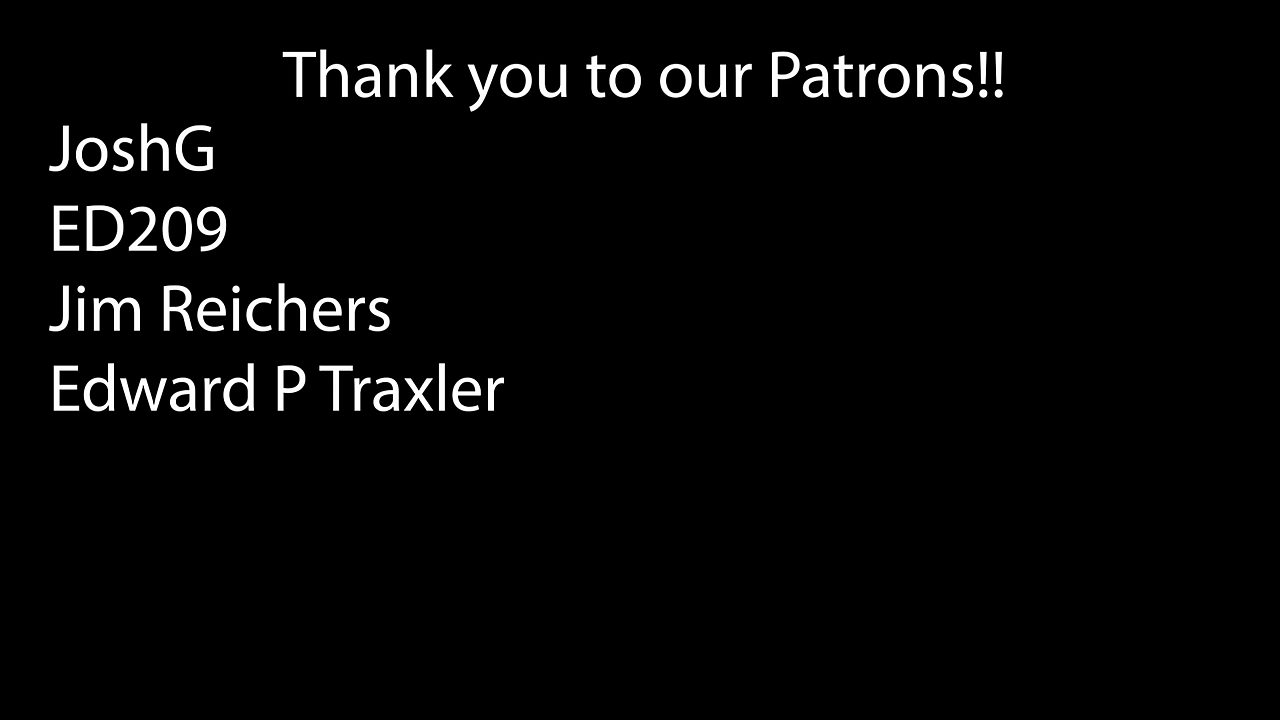 Thank you to our Patrons!!
JoshG
ED209
Jim Reichers
Edward P Traxler